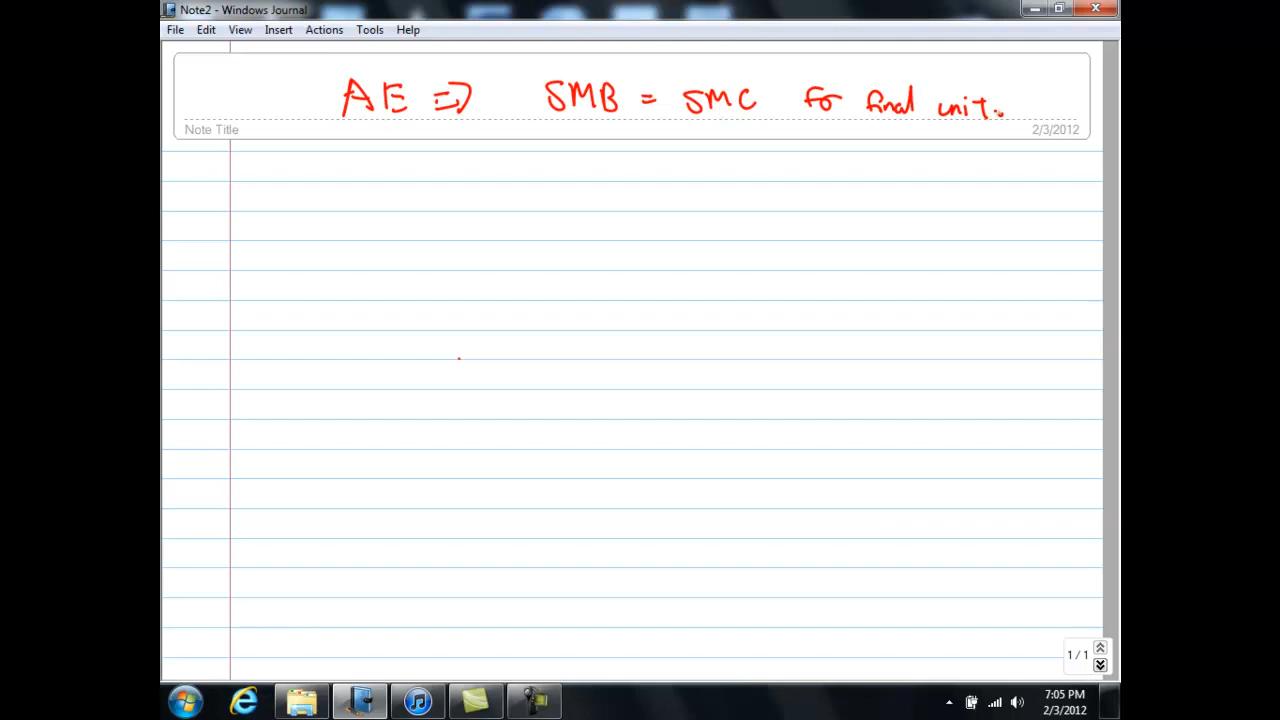 Note2 - Windows Journal
File Edit View Insert Actions Tools Help
AE => SMB = SMC for final unit.
Note Title 2/3/2012
1 / 1
7:05 PM
2/3/2012